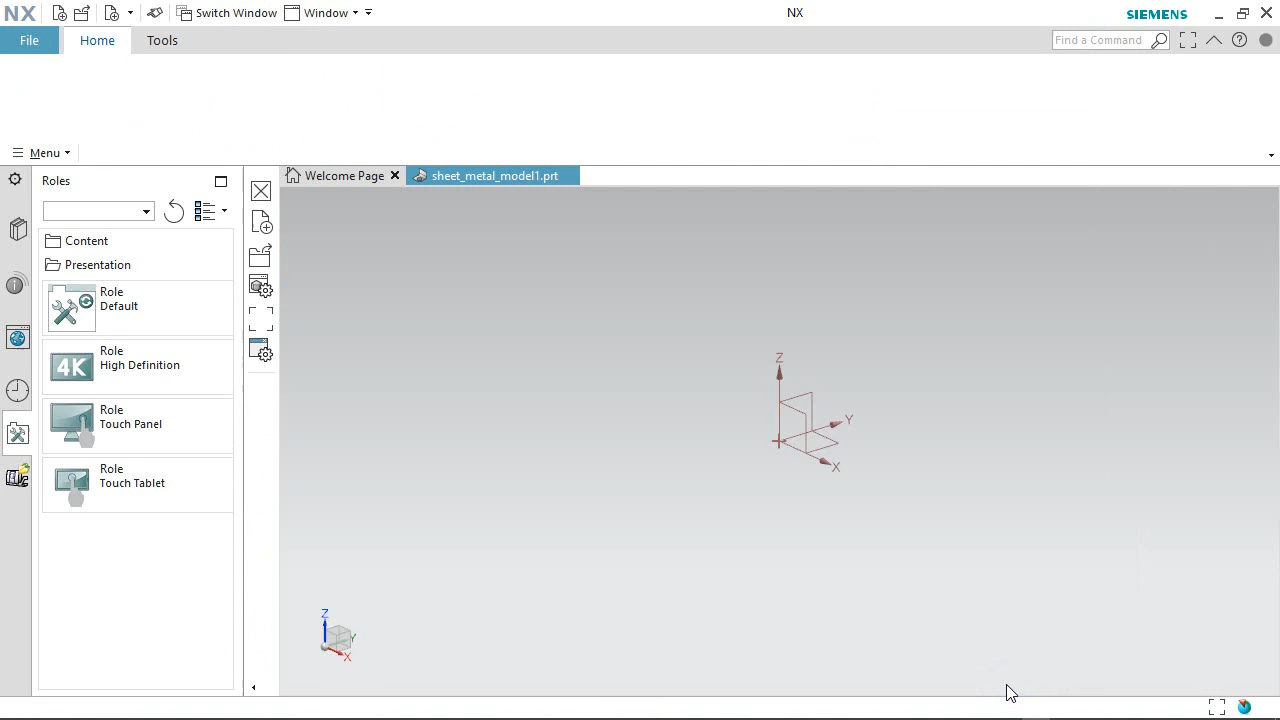 NX Switch Window Window NX SIEMENS
File Home Tools Find a Command
Menu
Roles Welcome Page sheet_metal_model1.prt
Content
Presentation
Role
Default
Role
High Definition
4K
Role
Touch Panel
Role
Touch Tablet
Z
Y
X
Z
Y
X